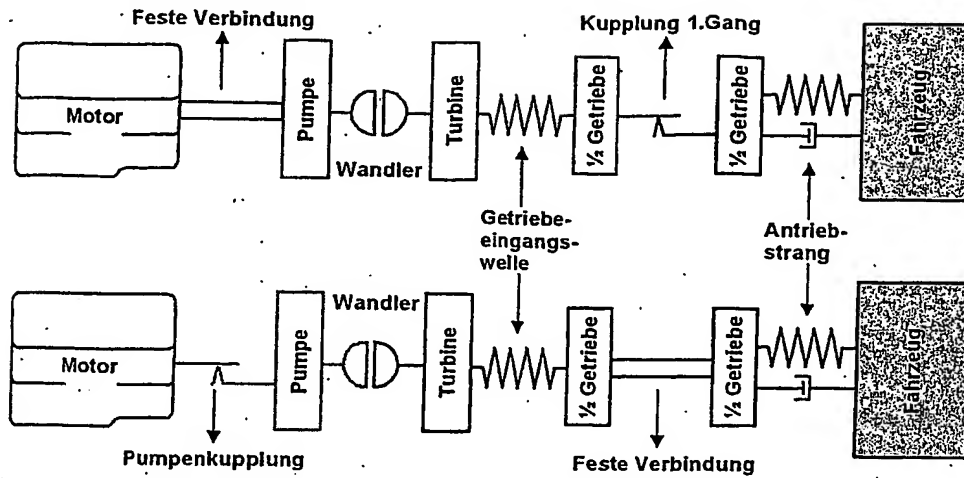 Feste Verbindung
Kupplung 1.Gang
Motor
Pumpe
Wandler
Turbine
½ Getriebe
½ Getriebe
Fahrzeug
Getriebe-
eingangs-
welle
Antrieb-
strang
Motor
Pumpe
Wandler
Turbine
½ Getriebe
½ Getriebe
Fahrzeug
Pumpenkupplung
Feste Verbindung